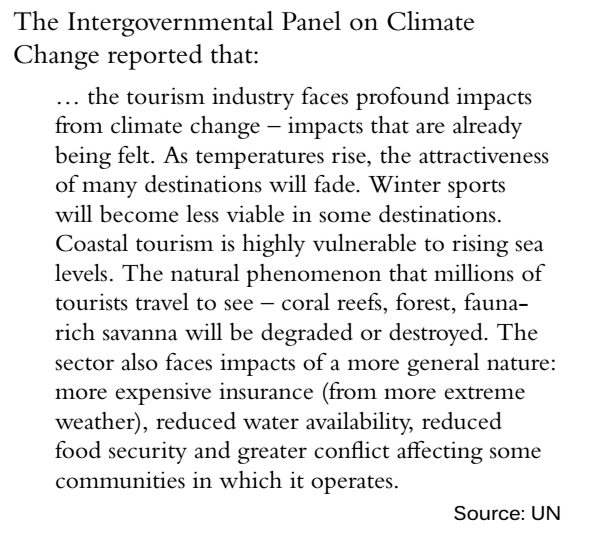 The Intergovernmental Panel on Climate
Change reported that:
… the tourism industry faces profound impacts
from climate change – impacts that are already
being felt. As temperatures rise, the attractiveness
of many destinations will fade. Winter sports
will become less viable in some destinations.
Coastal tourism is highly vulnerable to rising sea
levels. The natural phenomenon that millions of
tourists travel to see – coral reefs, forest, fauna-
rich savanna will be degraded or destroyed. The
sector also faces impacts of a more general nature:
more expensive insurance (from more extreme
weather), reduced water availability, reduced
food security and greater conflict affecting some
communities in which it operates.
Source: UN